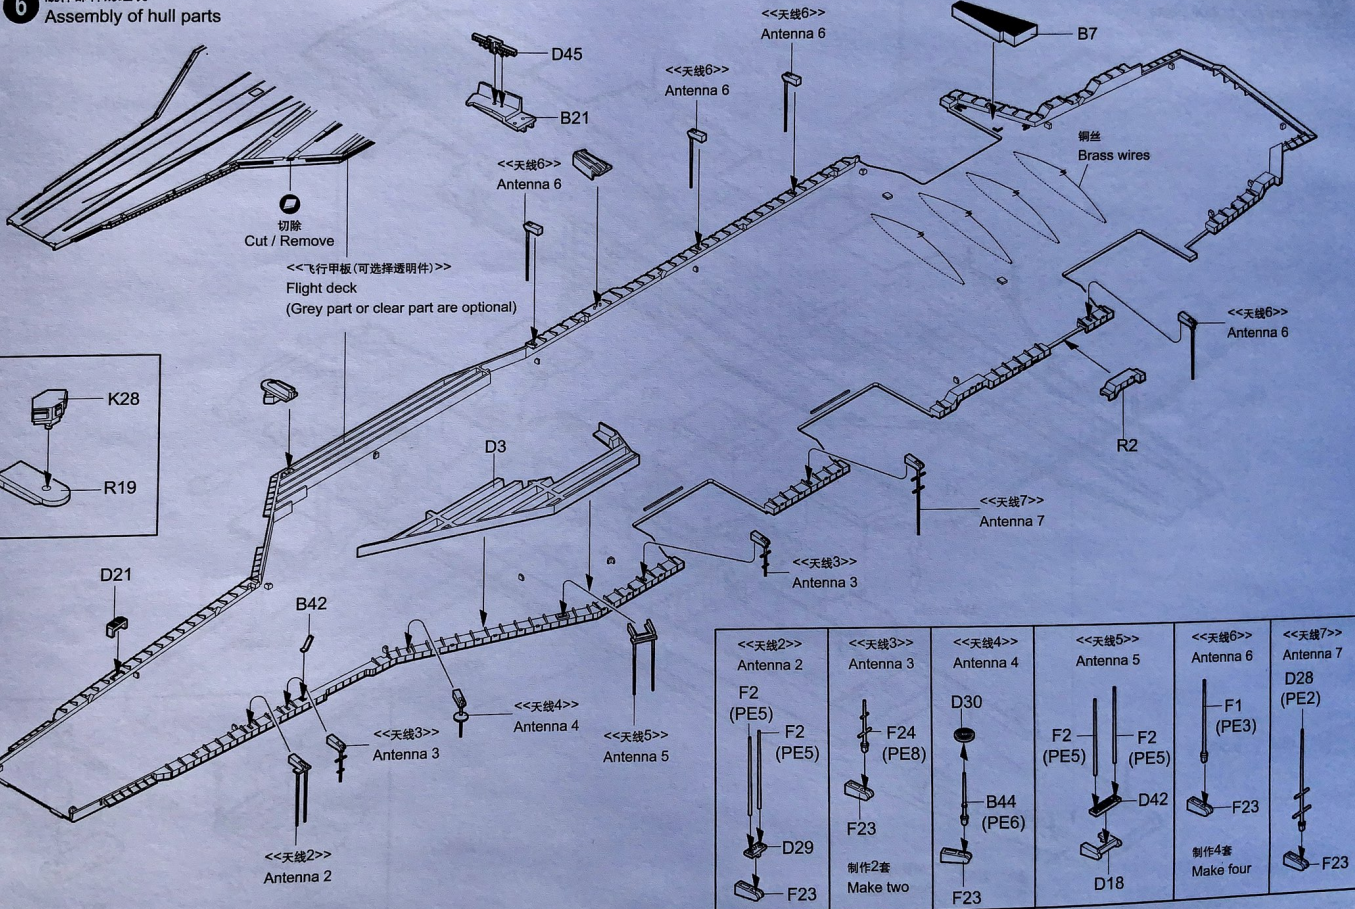 6
Assembly of hull parts
D45
B21
<<天线6>>
Antenna 6
<<天线6>>
Antenna 6
<<天线6>>
Antenna 6
B7
铜丝
Brass wires
切除
Cut / Remove
<<飞行甲板(可选择透明件)>>
Flight deck
(Grey part or clear part are optional)
<<天线6>>
Antenna 6
K28
R19
D3
R2
<<天线7>>
Antenna 7
<<天线3>>
Antenna 3
D21
B42
<<天线4>>
Antenna 4
<<天线3>>
Antenna 3
<<天线5>>
Antenna 5
<<天线2>>
Antenna 2
<<天线2>>
Antenna 2
F2
(PE5)
F2
(PE5)
D29
F23
<<天线3>>
Antenna 3
F24
(PE8)
F23
制作2套
Make two
<<天线4>>
Antenna 4
D30
B44
(PE6)
F23
<<天线5>>
Antenna 5
F2
(PE5)
F2
(PE5)
D42
D18
<<天线6>>
Antenna 6
F1
(PE3)
F23
制作4套
Make four
<<天线7>>
Antenna 7
D28
(PE2)
F23